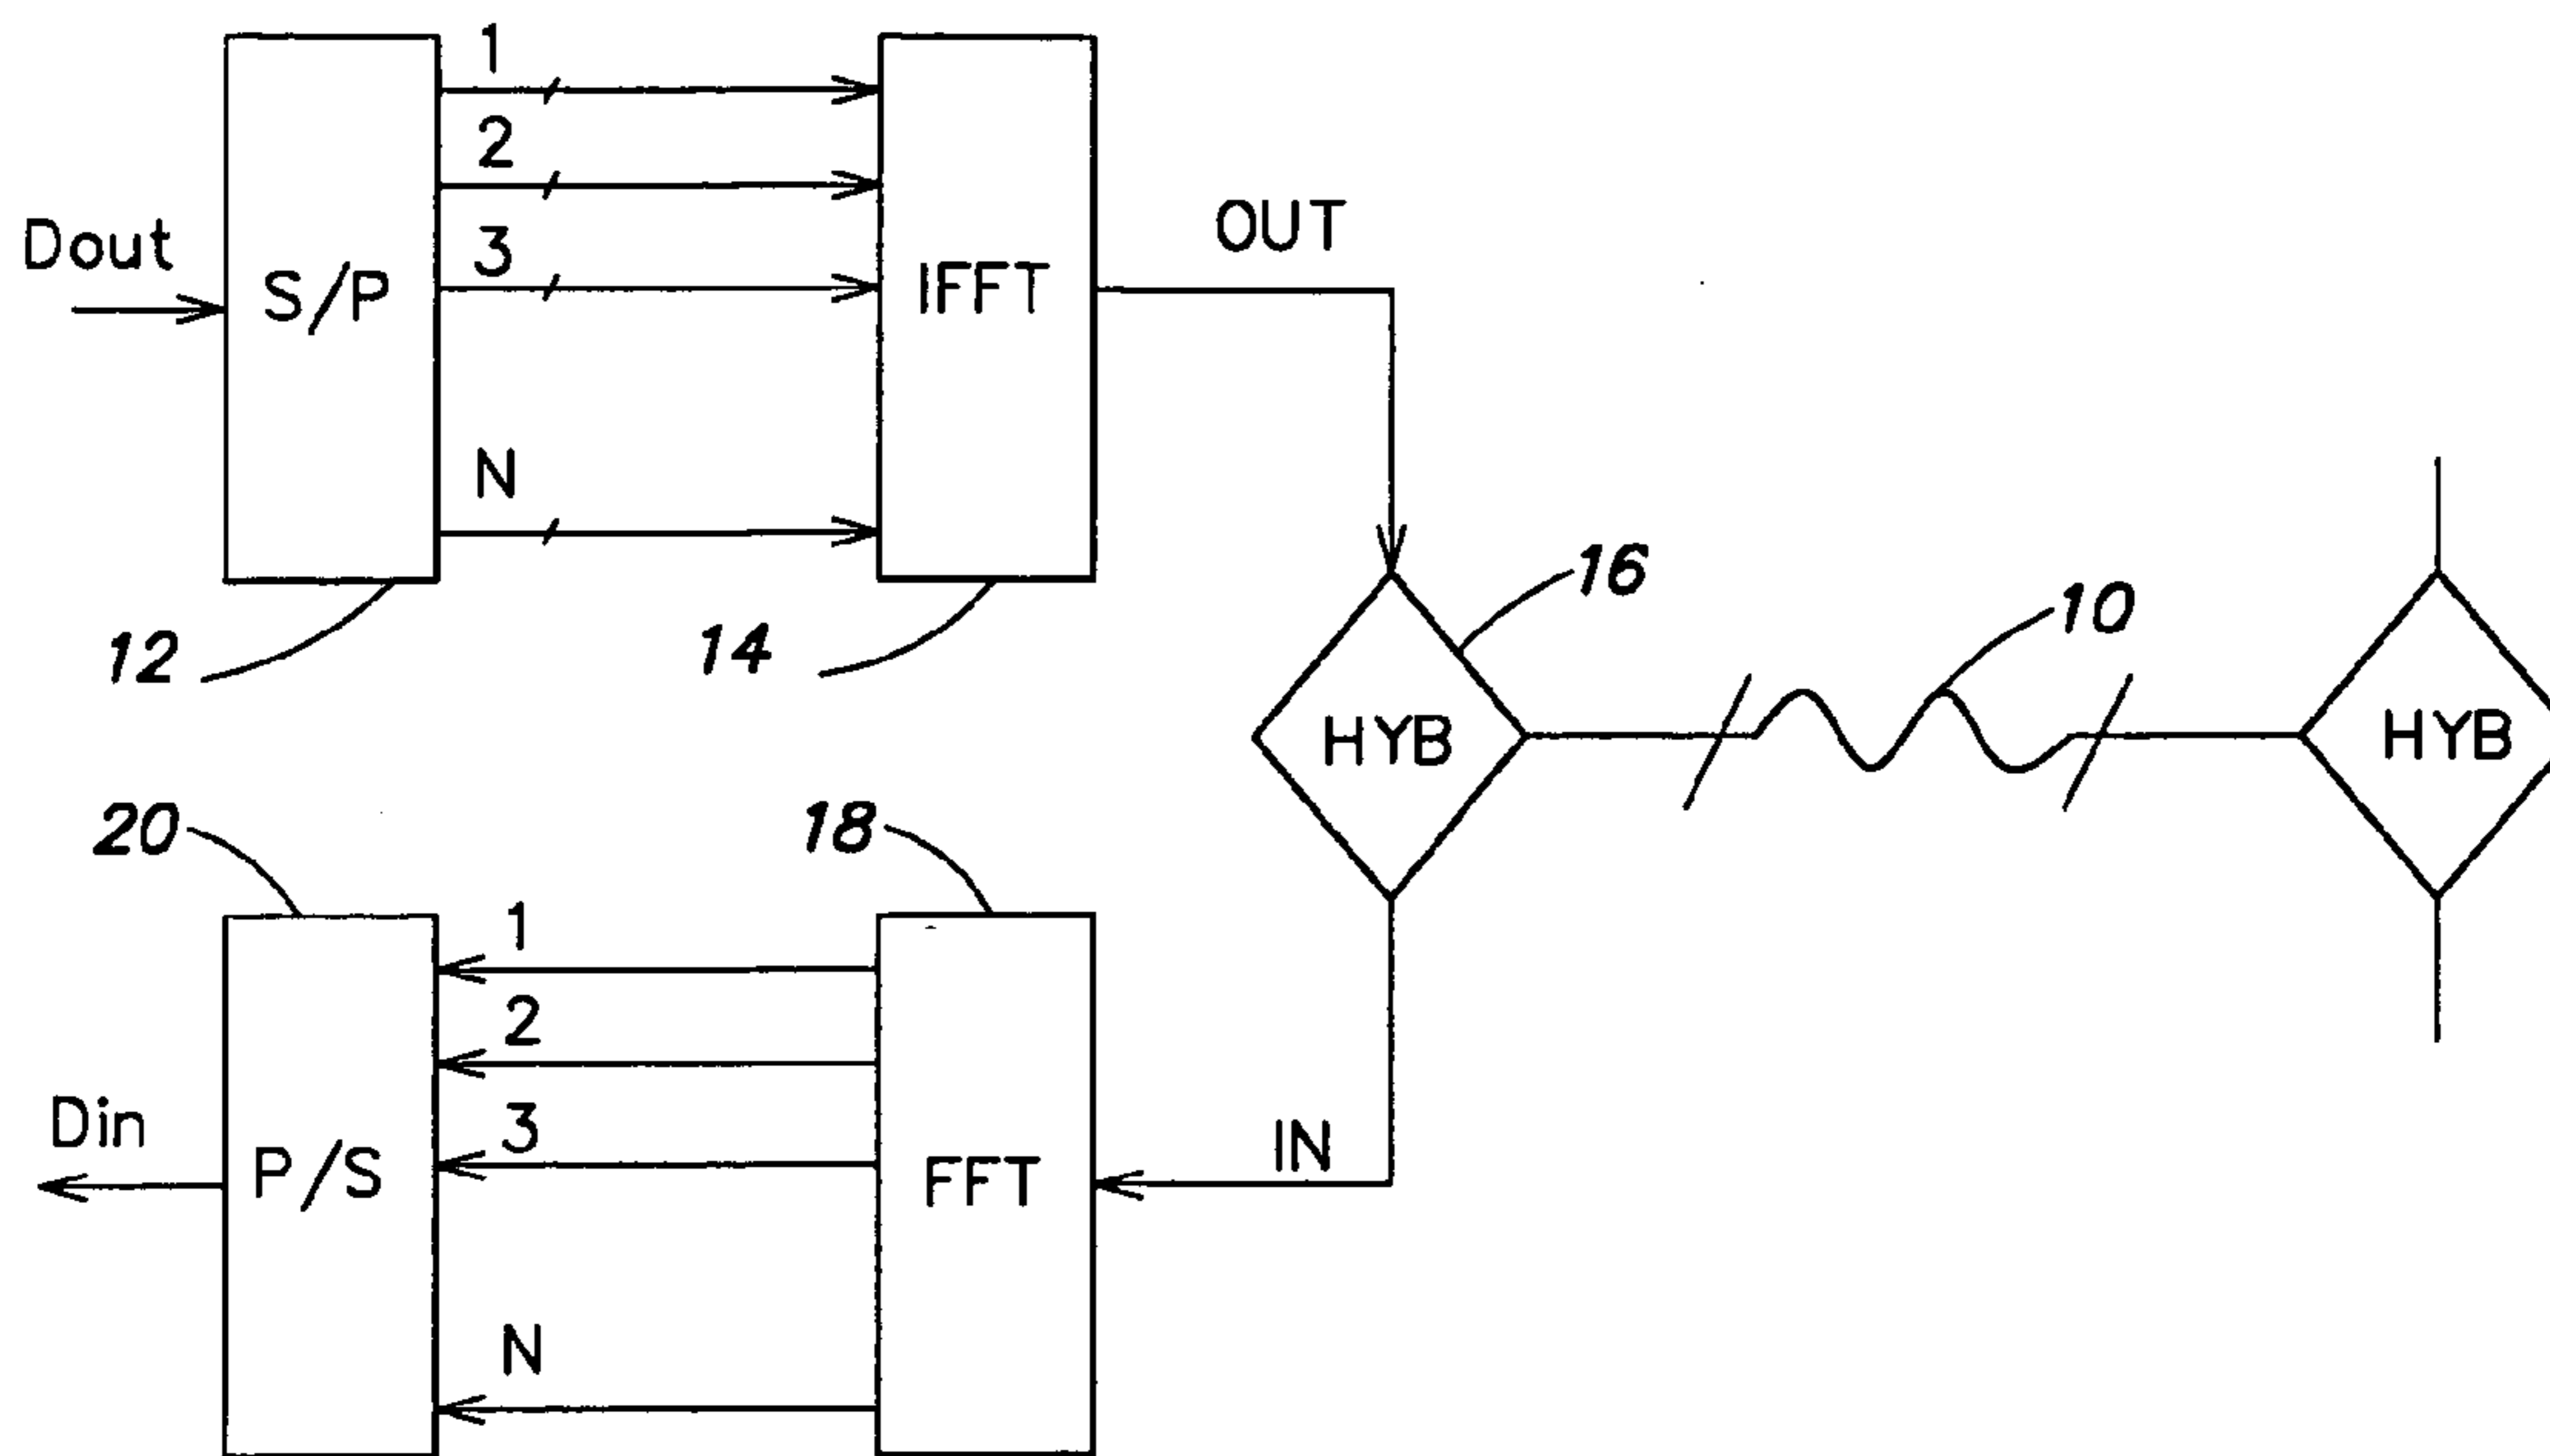 1
2
Dout
3
S/P
IFFT
OUT
N
12
14
16
10
HYB
HYB
20
18
1
2
Din
3
P/S
FFT
IN
N